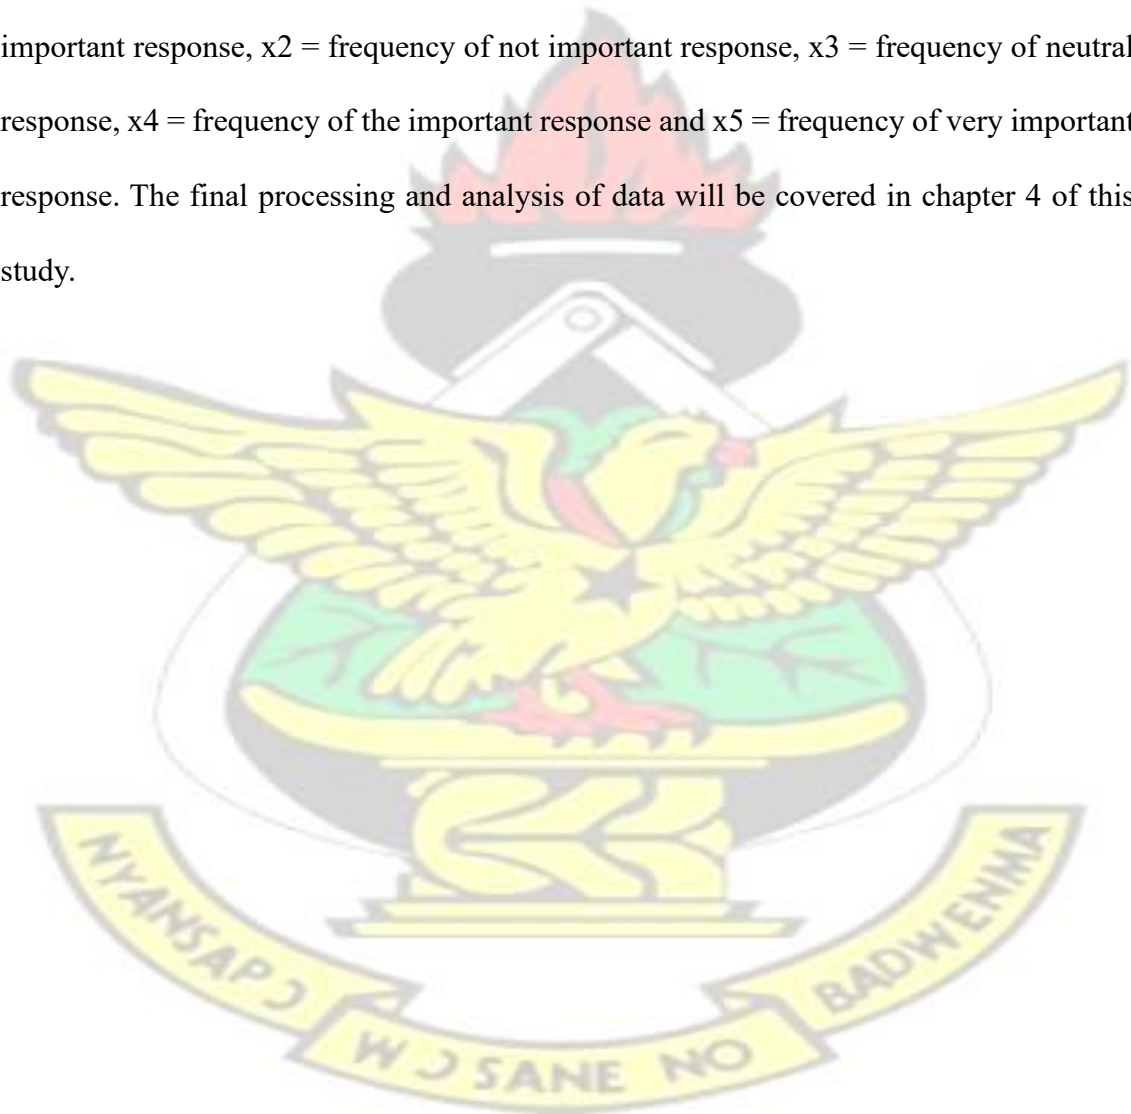 important response, x2 = frequency of not important response, x3 = frequency of neutral
response, x4 = frequency of the important response and x5 = frequency of very important
response. The final processing and analysis of data will be covered in chapter 4 of this
study.
NYANSAPƆ
WƆSANE NO
BADWENMA